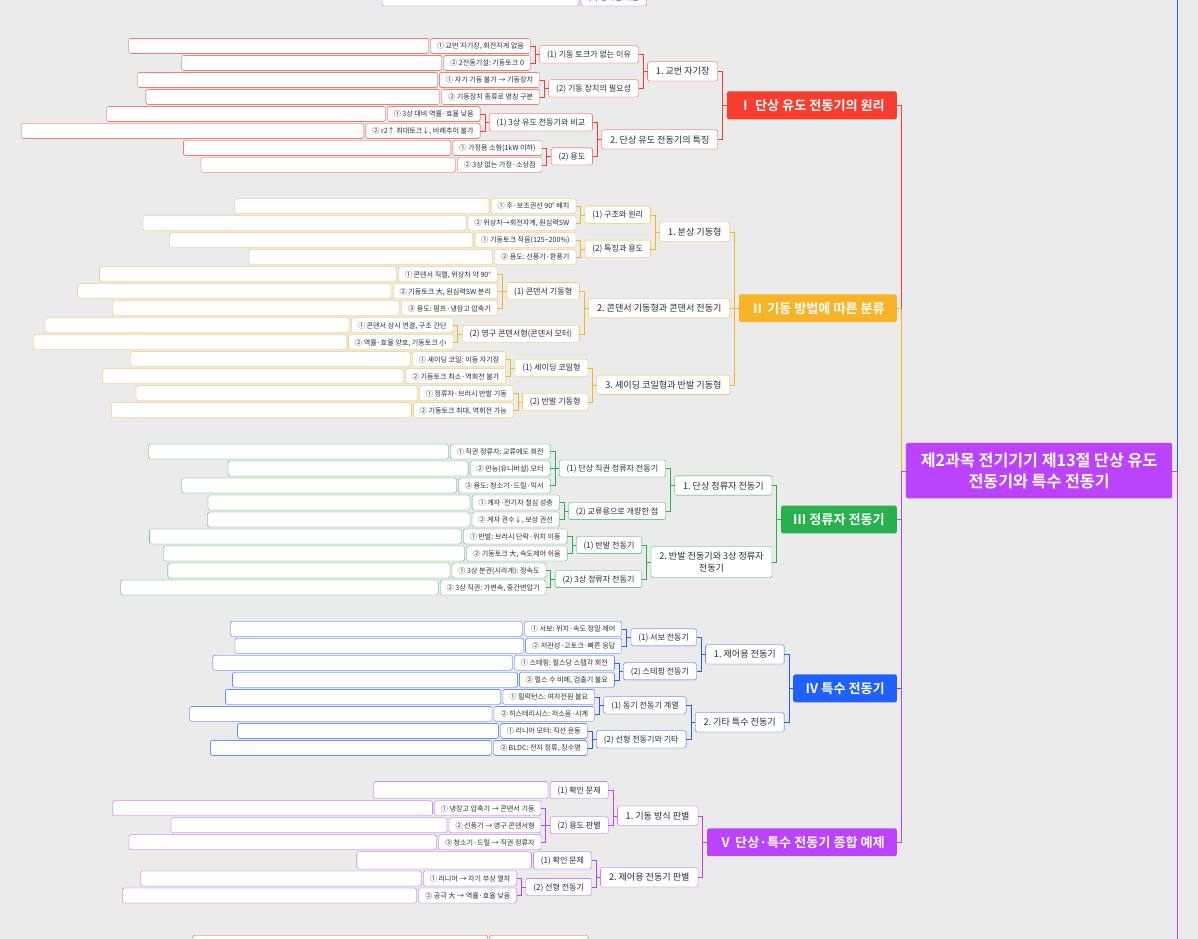 제2과목 전기기기 제13절 단상 유도
전동기와 특수 전동기
Ⅰ 단상 유도 전동기의 원리
1. 교번 자기장
(1) 기동 토크가 없는 이유
① 교번 자기장, 회전자계 없음
② 2전동기설: 기동토크 0
(2) 기동 장치의 필요성
① 자기 기동 불가 → 기동장치
② 기동장치 종류로 명칭 구분
2. 단상 유도 전동기의 특징
(1) 3상 유도 전동기와 비교
① 3상 대비 역률·효율 낮음
② r2↑ 최대토크↓, 비례추이 불가
(2) 용도
① 가정용 소형(1kW 이하)
② 3상 없는 가정·소상점
Ⅱ 기동 방법에 따른 분류
1. 분상 기동형
(1) 구조와 원리
① 주·보조권선 90° 배치
② 위상차→회전자계, 원심력SW
(2) 특징과 용도
① 기동토크 작음(125~200%)
② 용도: 선풍기·환풍기
2. 콘덴서 기동형과 콘덴서 전동기
(1) 콘덴서 기동형
① 콘덴서 직렬, 위상차 약 90°
② 기동토크 大, 원심력SW 분리
③ 용도: 펌프·냉장고 압축기
(2) 영구 콘덴서형(콘덴서 모터)
① 콘덴서 상시 연결, 구조 간단
② 역률·효율 양호, 기동토크 小
3. 셰이딩 코일형과 반발 기동형
(1) 셰이딩 코일형
① 셰이딩 코일: 이동 자기장
② 기동토크 최소·역회전 불가
(2) 반발 기동형
① 정류자·브러시 반발 기동
② 기동토크 최대, 역회전 가능
Ⅲ 정류자 전동기
1. 단상 정류자 전동기
(1) 단상 직권 정류자 전동기
① 직권 정류자: 교류에도 회전
② 만능(유니버설) 모터
③ 용도: 청소기·드릴·믹서
(2) 교류용으로 개량한 점
① 계자·전기자 철심 성층
② 계자 권수↓, 보상 권선
2. 반발 전동기와 3상 정류자
전동기
(1) 반발 전동기
① 반발: 브러시 단락·위치 이동
② 기동토크 大, 속도제어 쉬움
(2) 3상 정류자 전동기
① 3상 분권(시라게): 정속도
② 3상 직권: 가변속, 중간변압기
Ⅳ 특수 전동기
1. 제어용 전동기
(1) 서보 전동기
① 서보: 위치·속도 정밀 제어
② 저관성·고토크·빠른 응답
(2) 스테핑 전동기
① 스테핑: 펄스당 스텝각 회전
② 펄스 수 비례, 검출기 불요
2. 기타 특수 전동기
(1) 동기 전동기 계열
① 릴럭턴스: 여자전원 불요
② 히스테리시스: 저소음·시계
(2) 선형 전동기와 기타
① 리니어 모터: 직선 운동
② BLDC: 전자 정류, 장수명
Ⅴ 단상·특수 전동기 종합 예제
1. 기동 방식 판별
(1) 확인 문제
(2) 용도 판별
① 냉장고 압축기 → 콘덴서 기동
② 선풍기 → 영구 콘덴서형
③ 청소기·드릴 → 직권 정류자
2. 제어용 전동기 판별
(1) 확인 문제
(2) 선형 전동기
① 리니어 → 자기 부상 열차
② 공극 大 → 역률·효율 낮음